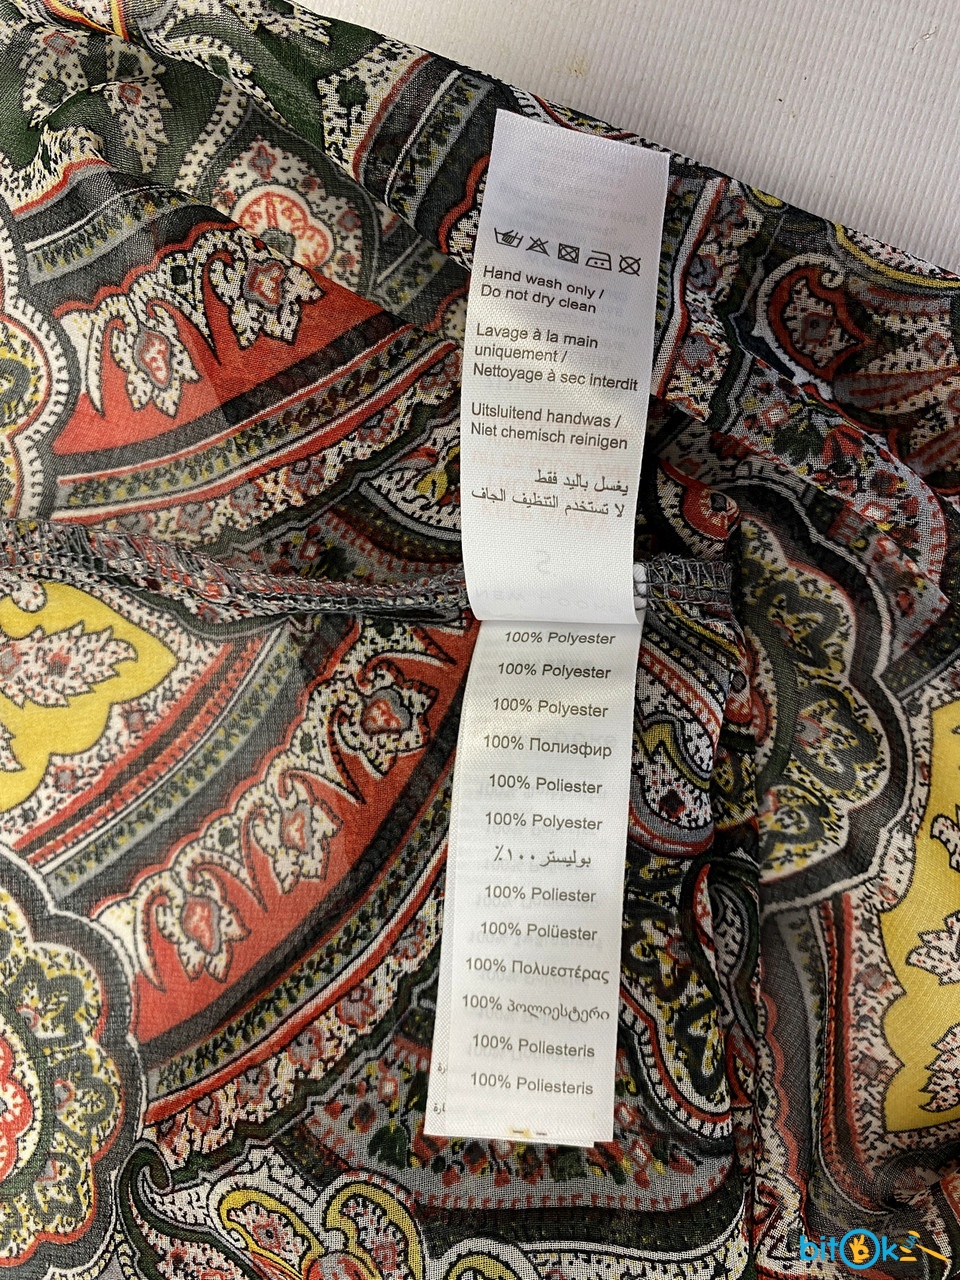 Hand wash only /
Do not dry clean
Lavage à la main
uniquement /
Nettoyage à sec interdit
Uitsluitend handwas /
Niet chemisch reinigen
يغسل باليد فقط
لا تستخدم التنظيف الجاف
100% Polyester
100% Polyester
100% Polyester
100% Полиэфир
100% Poliester
100% Polyester
بوليستر ١٠٠٪
100% Poliester
100% Polüester
100% Πολυεστέρας
100% პოლიესტერი
100% Poliesteris
100% Poliesteris
bitOk